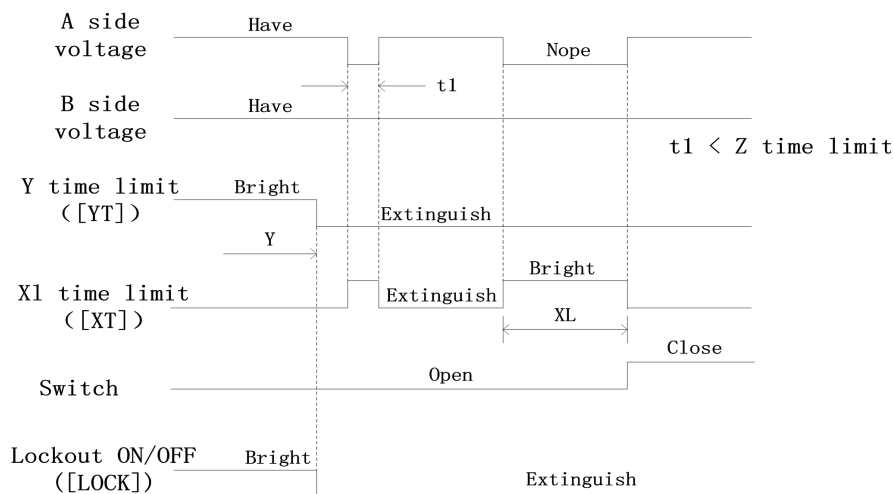 A side
voltage
Have
Nope
t1
B side
voltage
Have
t1 < Z time limit
Y time limit
([YT])
Bright
Extinguish
Y
Xl time limit
([XT])
Extinguish
Bright
XL
Close
Switch
Open
Lockout ON/OFF
([LOCK])
Bright
Extinguish